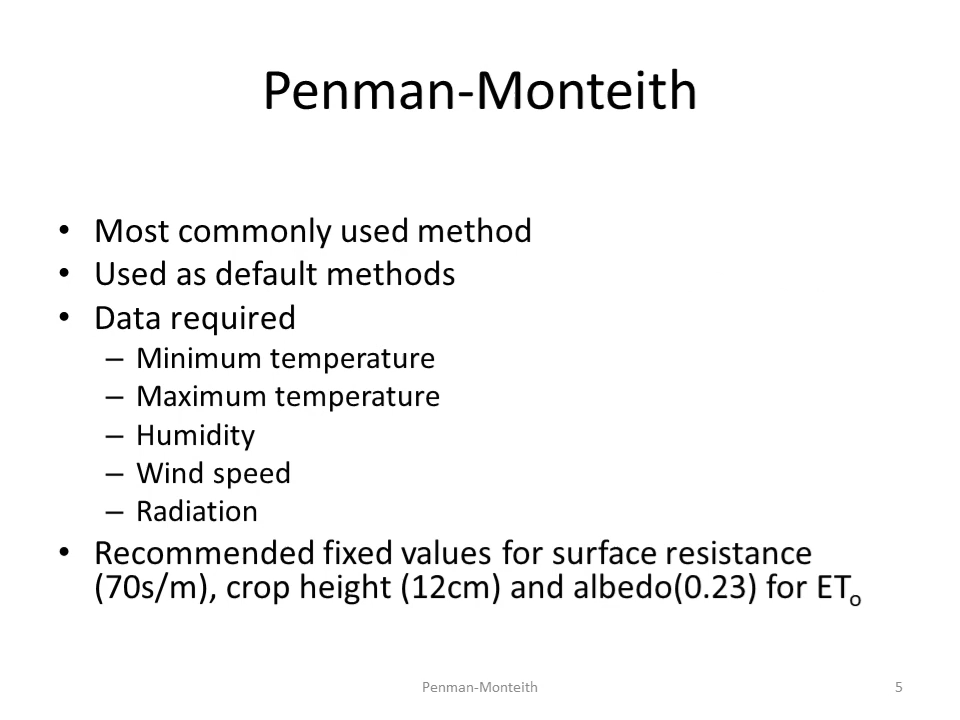 Penman-Monteith
• Most commonly used method
• Used as default methods
• Data required
– Minimum temperature
– Maximum temperature
– Humidity
– Wind speed
– Radiation
• Recommended fixed values for surface resistance
(70s/m), crop height (12cm) and albedo(0.23) for ETo
Penman-Monteith
5